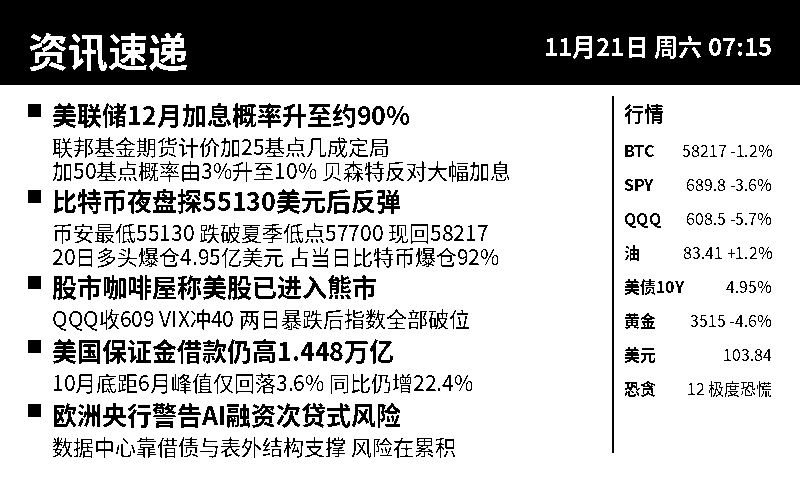 资讯速递
11月21日 周六 07:15
美联储12月加息概率升至约90%
联邦基金期货计价加25基点几成定局
加50基点概率由3%升至10% 贝森特反对大幅加息
比特币夜盘探55130美元后反弹
币安最低55130 跌破夏季低点57700 现回58217
20日多头爆仓4.95亿美元 占当日比特币爆仓92%
股市咖啡屋称美股已进入熊市
QQQ收609 VIX冲40 两日暴跌后指数全部破位
美国保证金借款仍高1.448万亿
10月底距6月峰值仅回落3.6% 同比仍增22.4%
欧洲央行警告AI融资次贷式风险
数据中心靠借债与表外结构支撑 风险在累积
行情
BTC 58217 -1.2%
SPY 689.8 -3.6%
QQQ 608.5 -5.7%
油 83.41 +1.2%
美债10Y 4.95%
黄金 3515 -4.6%
美元 103.84
恐贪 12 极度恐慌